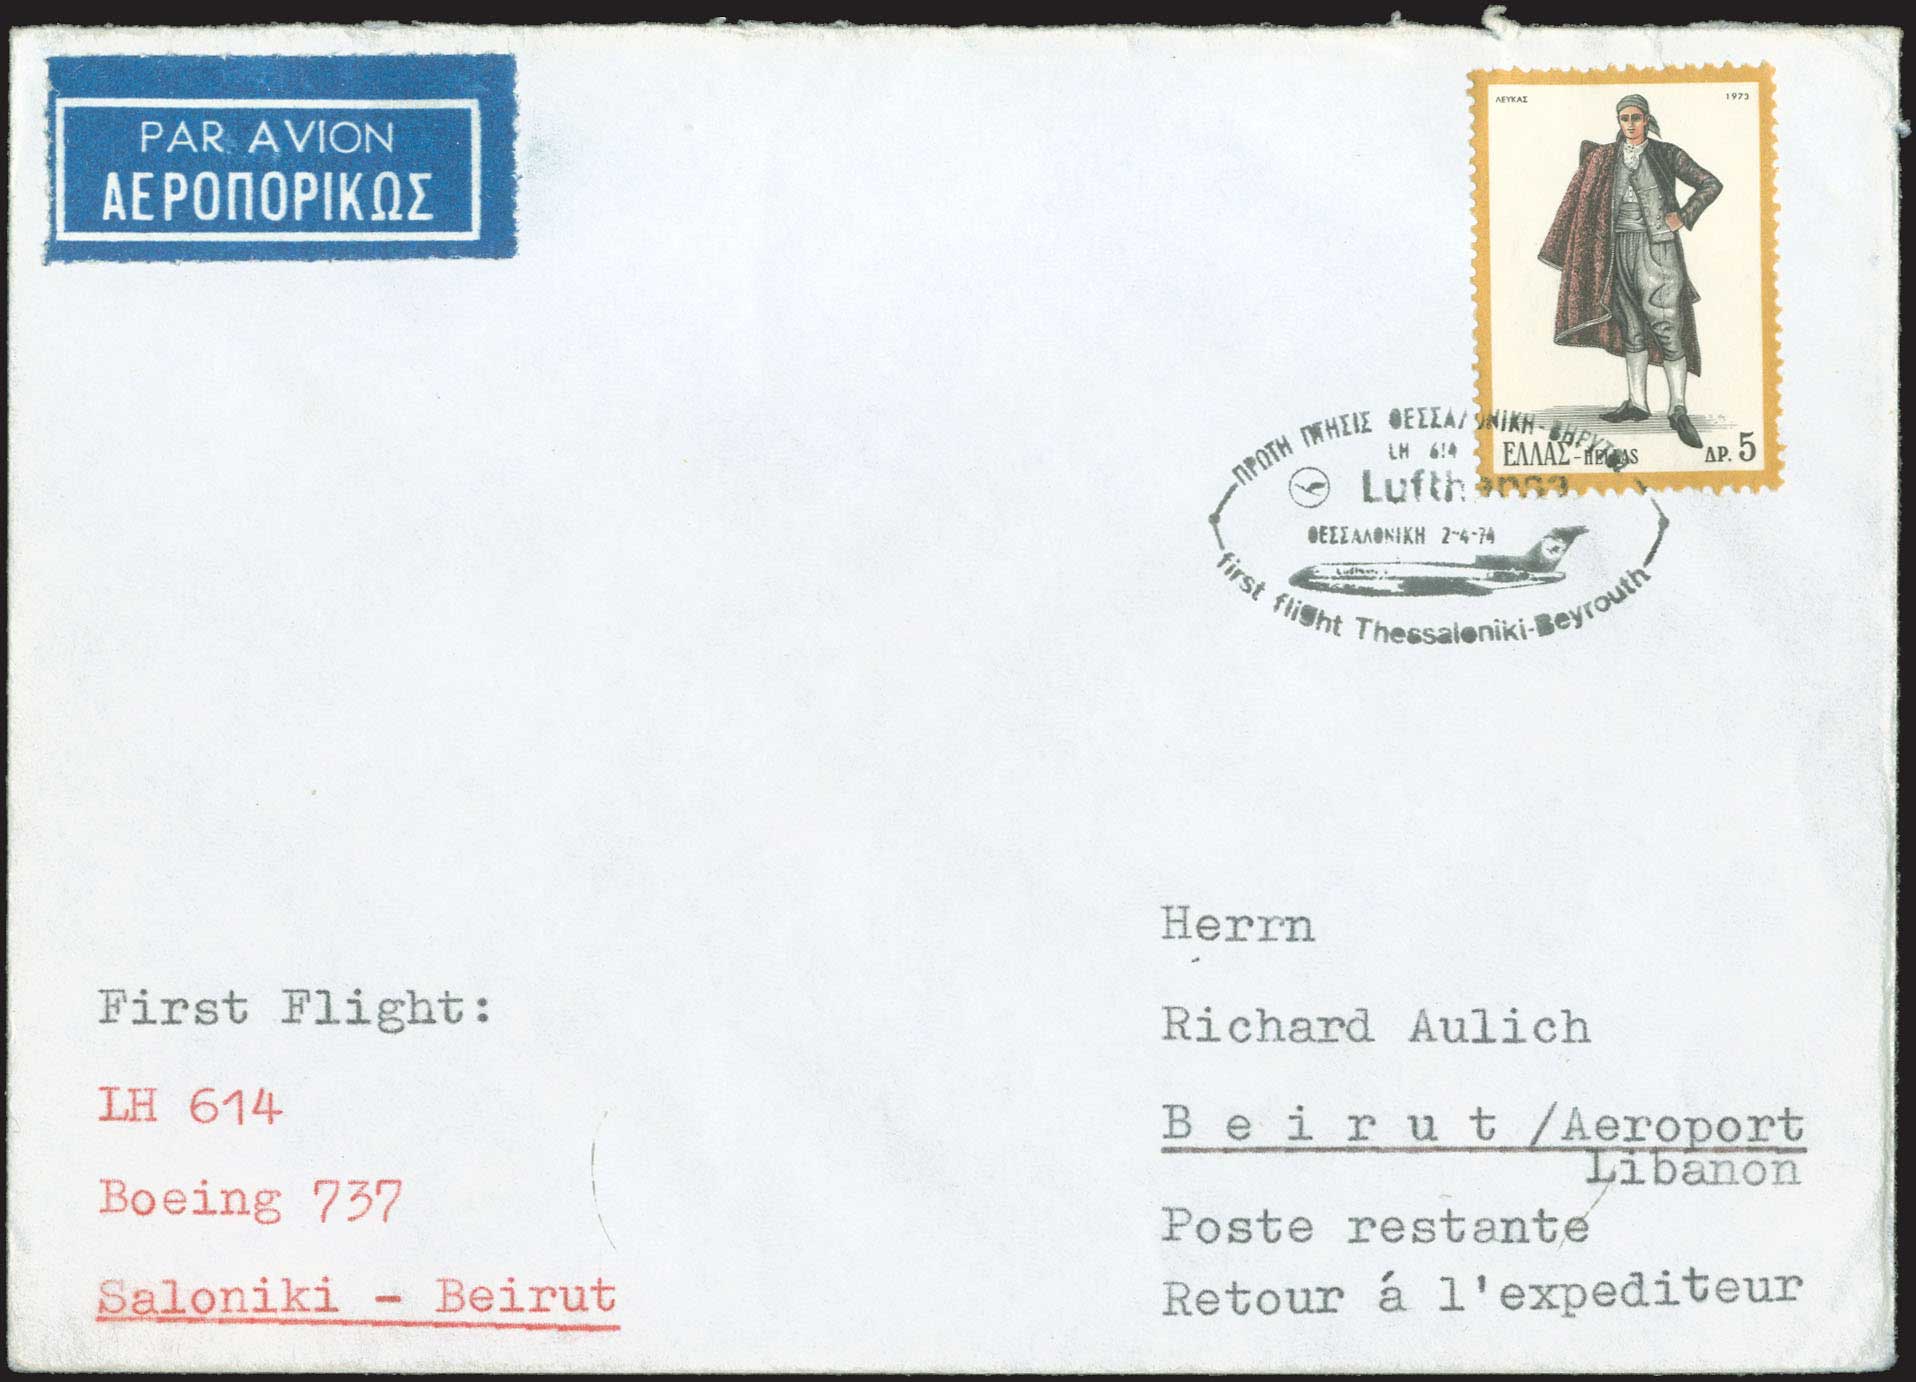 PAR AVION
ΑΕΡΟΠΟΡΙΚΩΣ
ΛΕΥΚΑΣ 1973
ΕΛΛΑΣ-HELLAS ΔΡ. 5
ΠΡΩΤΗ ΠΤΗΣΙΣ ΘΕΣΣΑΛΟΝΙΚΗ-ΒΗΡΥΤΟΣ
LH 614
Lufthansa
ΘΕΣΣΑΛΟΝΙΚΗ 2-4-74
Lufthansa
first flight Thessaloniki-Beyrouth
First Flight:
LH 614
Boeing 737
Saloniki - Beirut
Herrn
Richard Aulich
B e i r u t /Aeroport
Libanon
Poste restante
Retour á l'expediteur